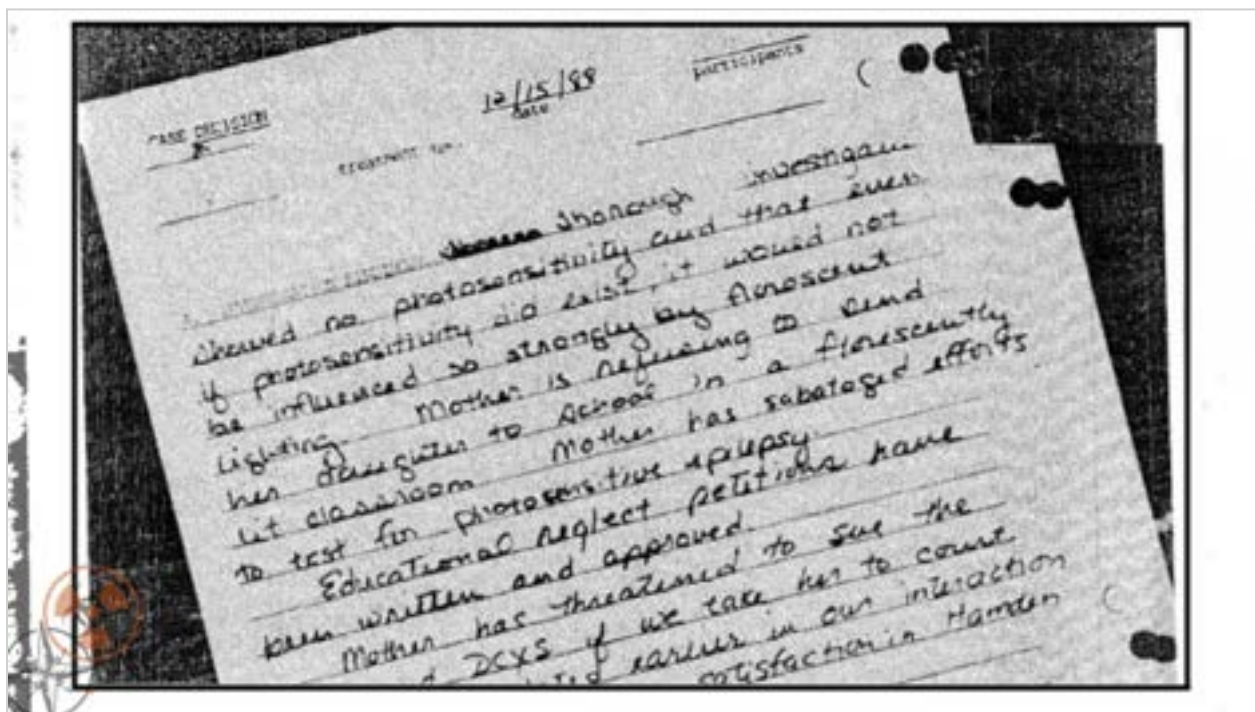 CASE DECISION
12/15/88
date
participants
thorough
showed no photosensitivity and that even
if photosensitivity did exist, it would not
be influenced so strongly by floroscent
lighting. Mother is refusing to send
her daughter to school in a florescently
lit classroom Mother has sabotaged efforts
to test for photosensitive epilepsy.
Educational neglect petitions have
been written and approved.
Mother has threatened to sue the
DCYS if we take her to court
earlier in our interaction
satisfaction in Hamden